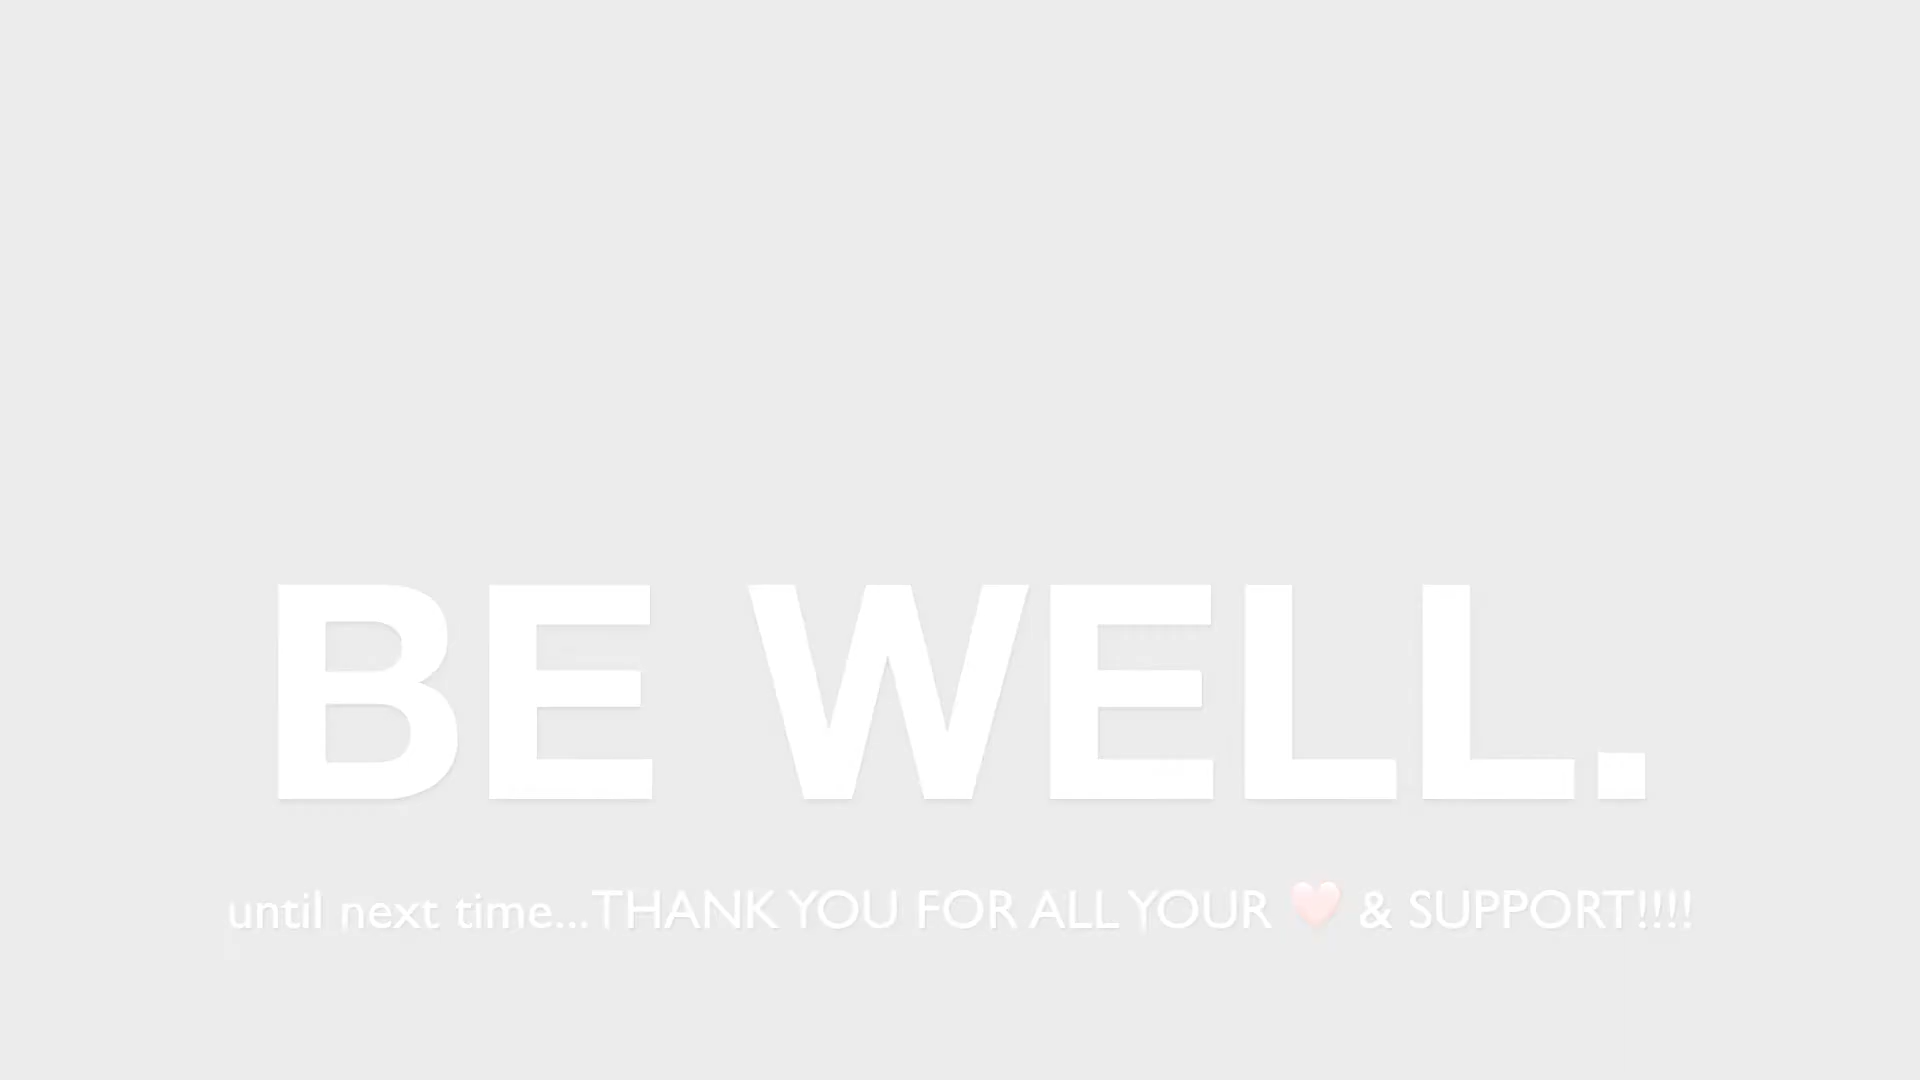 BE WELL.
until next time...THANK YOU FOR ALL YOUR 🩷 & SUPPORT!!!!